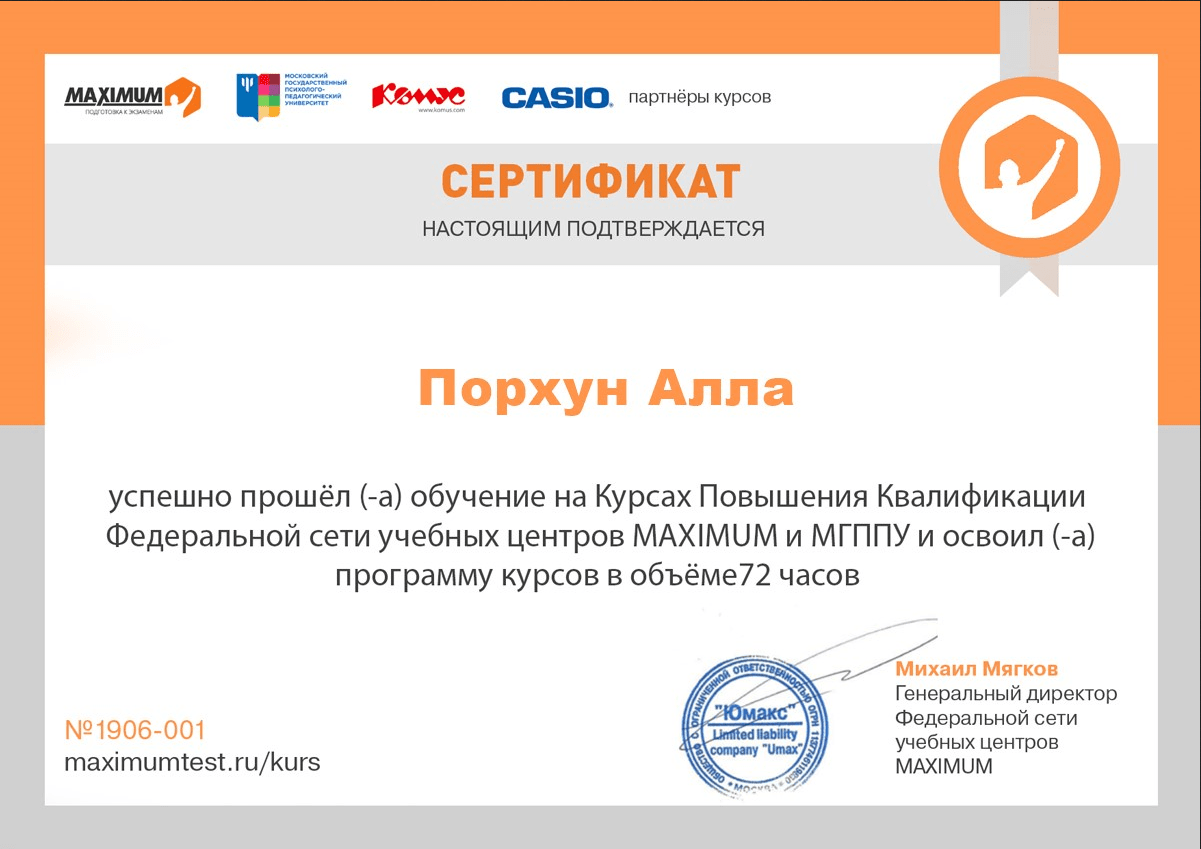 MAXIMUM
ПОДГОТОВКА К ЭКЗАМЕНАМ
МОСКОВСКИЙ
ГОСУДАРСТВЕННЫЙ
ПСИХОЛОГО-
ПЕДАГОГИЧЕСКИЙ
УНИВЕРСИТЕТ
Комус
www.komus.com
CASIO
партнёры курсов
СЕРТИФИКАТ
НАСТОЯЩИМ ПОДТВЕРЖДАЕТСЯ
Порхун Алла
успешно прошёл (-а) обучение на Курсах Повышения Квалификации
Федеральной сети учебных центров MAXIMUM и МГППУ и освоил (-а)
программу курсов в объёме72 часов
ОБЩЕСТВО С ОГРАНИЧЕННОЙ ОТВЕТСТВЕННОСТЬЮ ОГРН
"Юмакс"
Limited liability
company "Umax"
МОСКВА
Михаил Мягков
Генеральный директор
Федеральной сети
учебных центров
MAXIMUM
№1906-001
maximumtest.ru/kurs